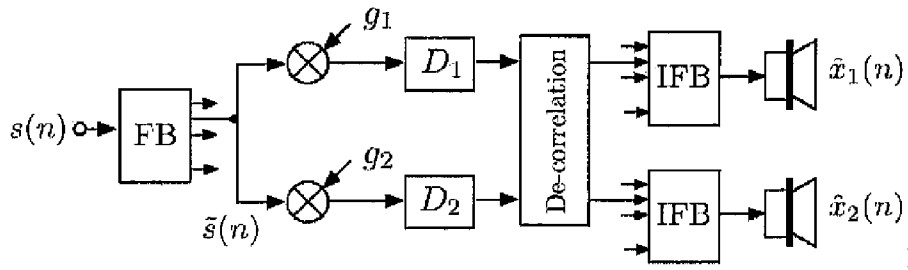 g₁
D₁
IFB
x̂₁(n)
s(n)
FB
De-correlation
g₂
s̃(n)
D₂
IFB
x̂₂(n)